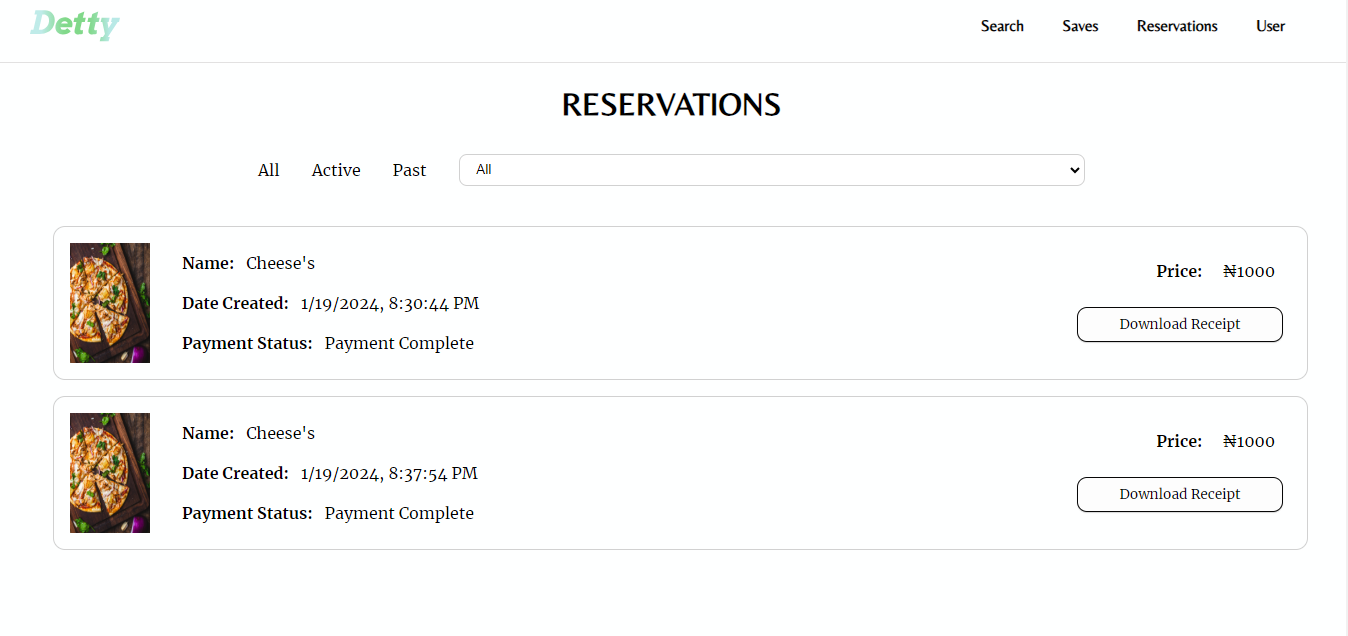 Detty
Search Saves Reservations User
RESERVATIONS
All Active Past All
Name: Cheese's
Date Created: 1/19/2024, 8:30:44 PM
Payment Status: Payment Complete
Price: ₦1000
Download Receipt
Name: Cheese's
Date Created: 1/19/2024, 8:37:54 PM
Payment Status: Payment Complete
Price: ₦1000
Download Receipt